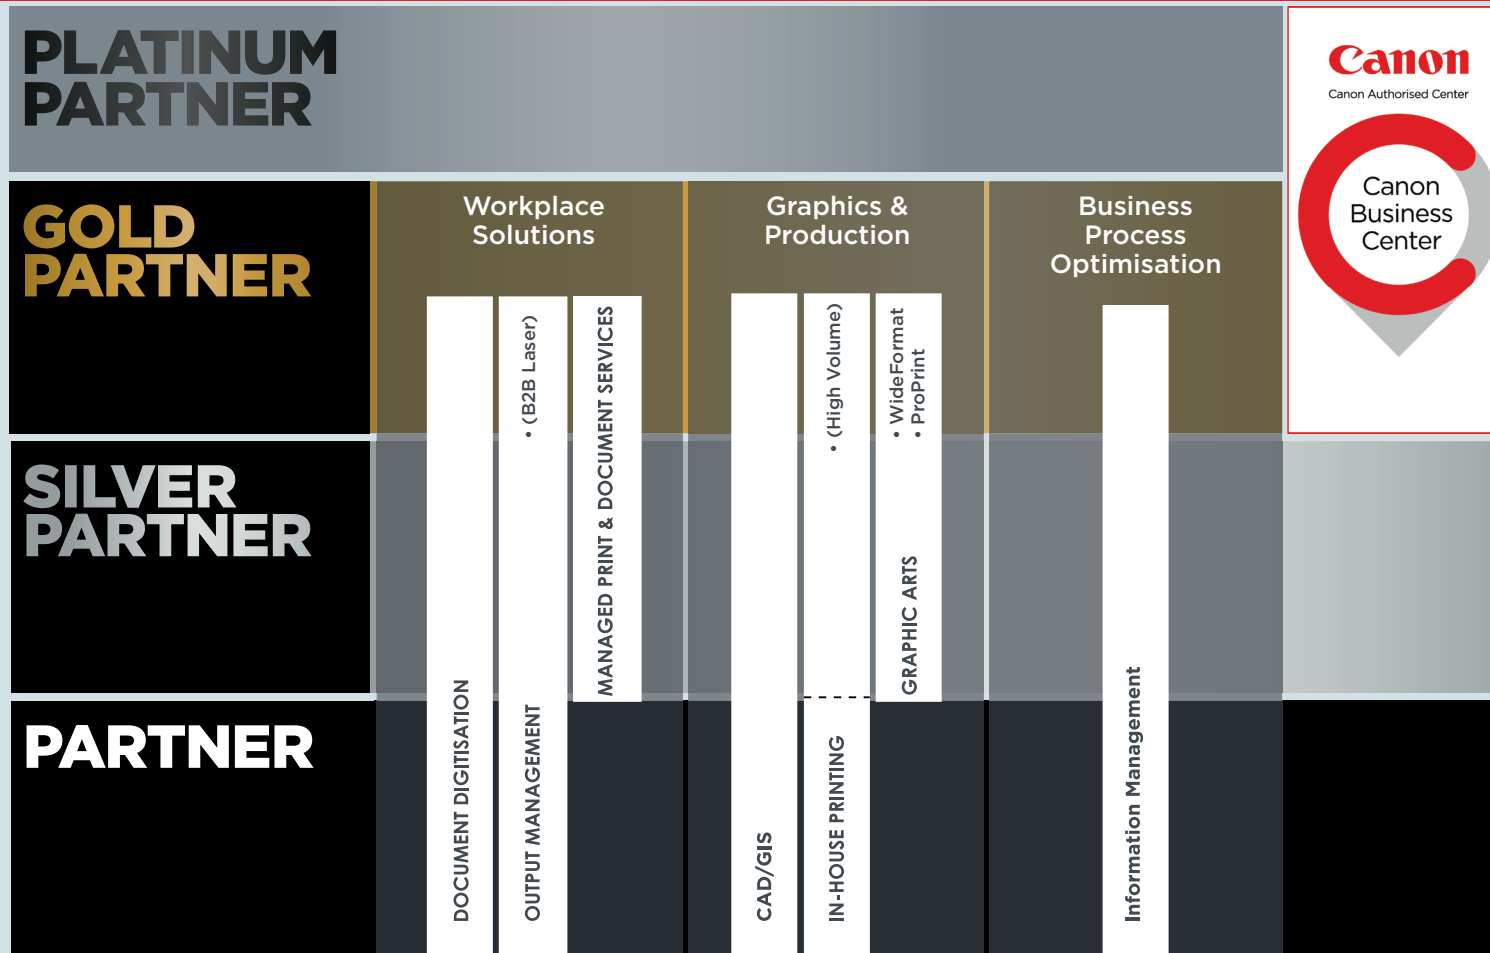 PLATINUM
PARTNER
Canon
Canon Authorised Center
Canon
Business
Center
GOLD
PARTNER
Workplace
Solutions
Graphics &
Production
Business
Process
Optimisation
SILVER
PARTNER
PARTNER
DOCUMENT DIGITISATION
OUTPUT MANAGEMENT
• (B2B Laser)
MANAGED PRINT & DOCUMENT SERVICES
CAD/GIS
IN-HOUSE PRINTING
• (High Volume)
GRAPHIC ARTS
• WideFormat
• ProPrint
Information Management